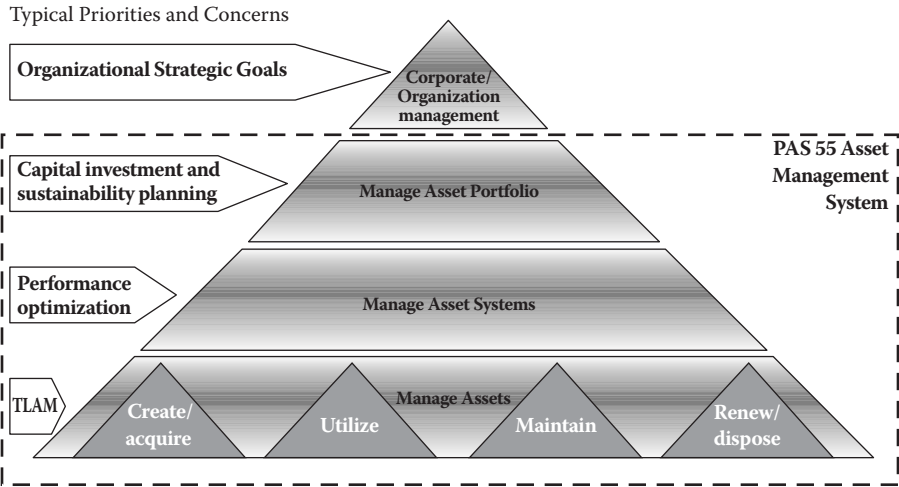 Typical Priorities and Concerns
Organizational Strategic Goals
Corporate/
Organization
management
Capital investment and
sustainability planning
Manage Asset Portfolio
PAS 55 Asset
Management
System
Performance
optimization
Manage Asset Systems
TLAM
Manage Assets
Create/
acquire
Utilize
Maintain
Renew/
dispose